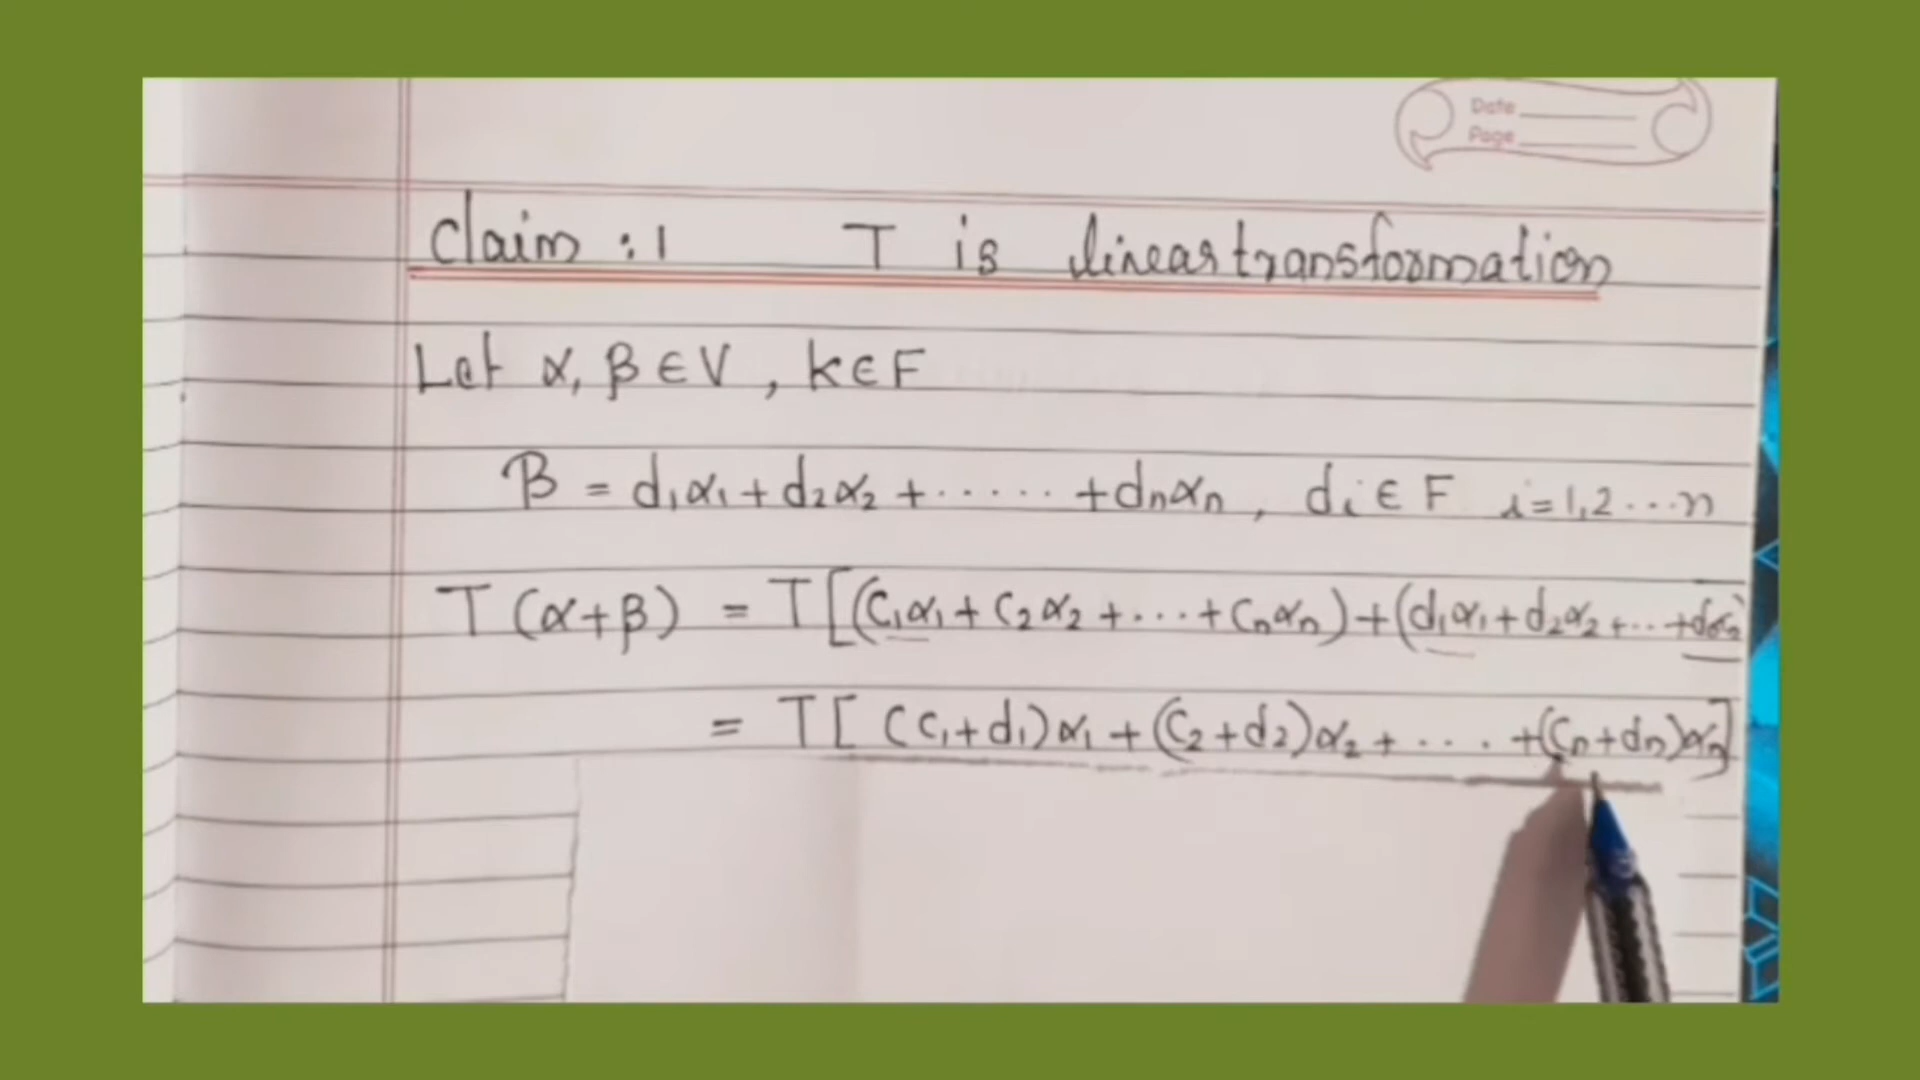 Date
Page
Claim : 1 T is linear transformation
Let α, β ∈ V , k ∈ F
β = d₁α₁ + d₂α₂ + ...... + dₙαₙ , dᵢ ∈ F i = 1,2...n
T (α+β) = T [(c₁α₁ + c₂α₂ + ... + cₙαₙ) + (d₁α₁ + d₂α₂ + ... + dₙαₙ)
= T [ (c₁+d₁)α₁ + (c₂+d₂)α₂ + .... + (cₙ+dₙ)αₙ]